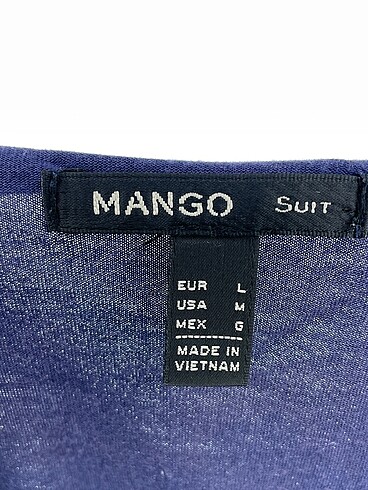 MANGO SUIT
EUR L
USA M
MEX G
MADE IN
VIETNAM